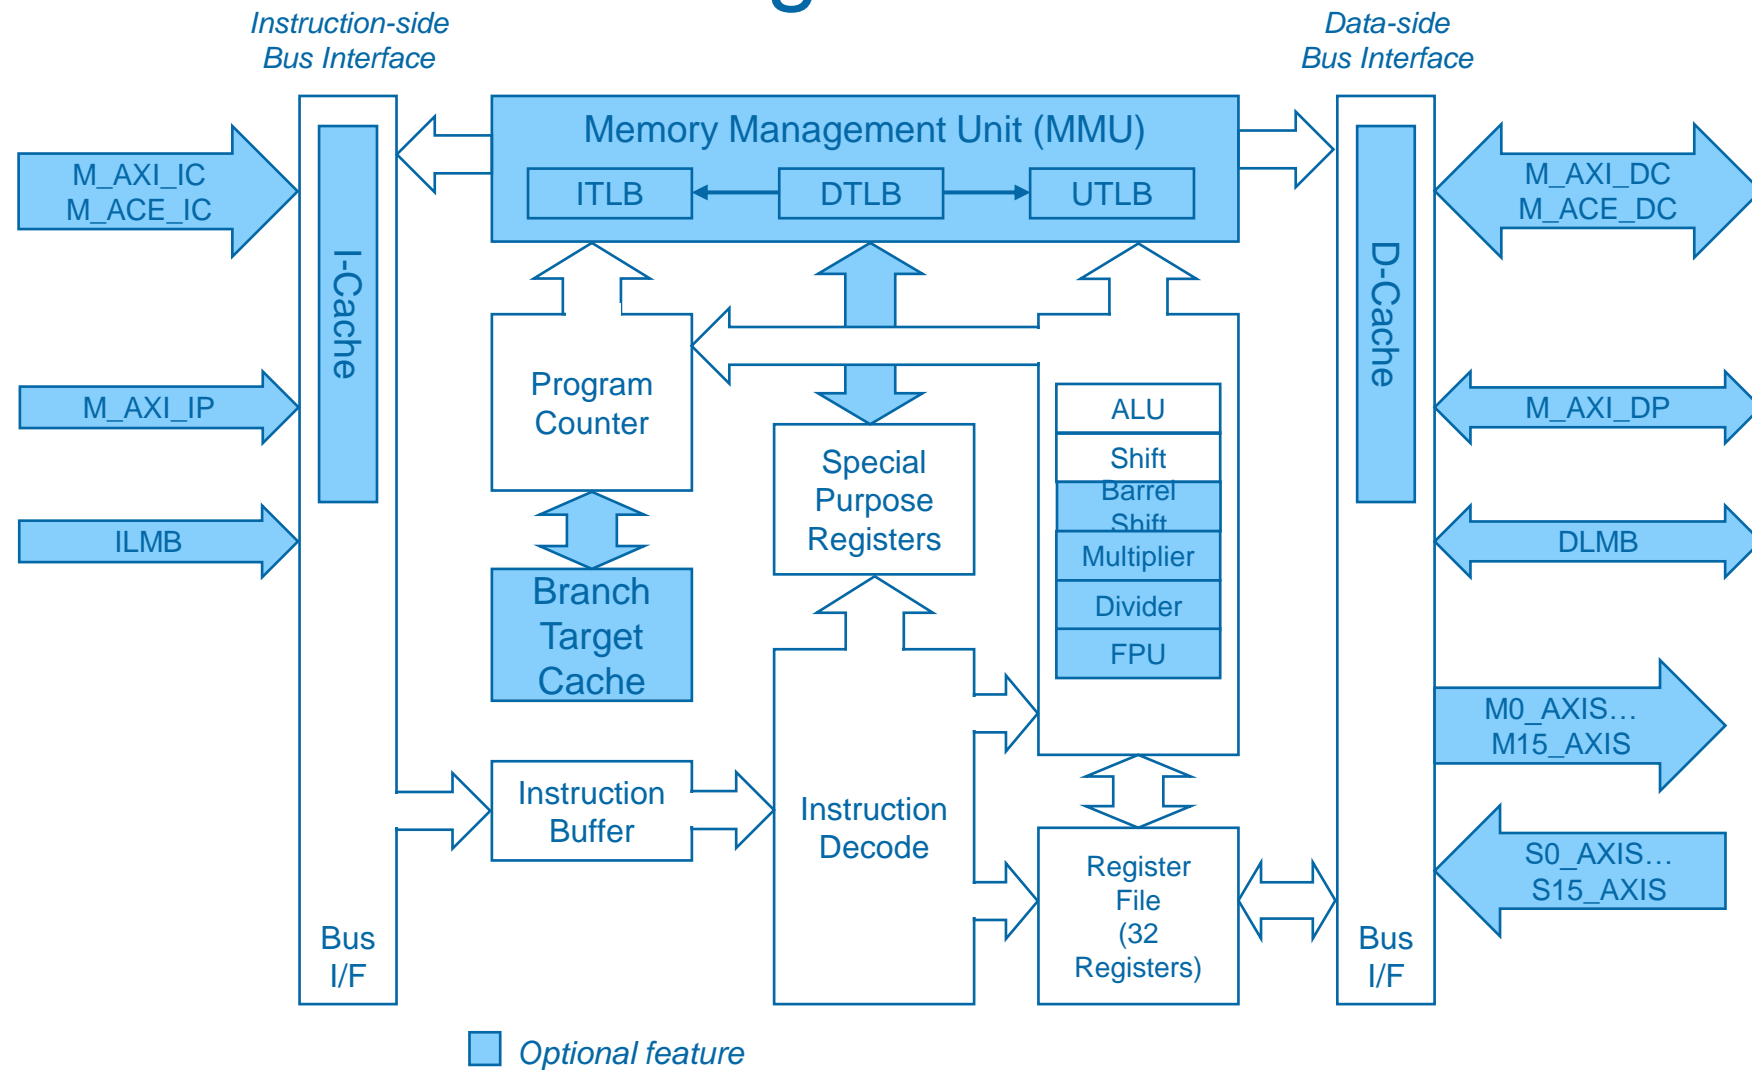 Instruction-side
Bus Interface
Data-side
Bus Interface
Memory Management Unit (MMU)
ITLB
DTLB
UTLB
M_AXI_IC
M_ACE_IC
I-Cache
M_AXI_DC
M_ACE_DC
D-Cache
Program
Counter
M_AXI_IP
ALU
M_AXI_DP
Shift
Special
Purpose
Registers
Barrel
Shift
ILMB
Multiplier
DLMB
Branch
Target
Cache
Divider
FPU
M0_AXIS…
M15_AXIS
Instruction
Buffer
Instruction
Decode
Register
File
(32
Registers)
S0_AXIS…
S15_AXIS
Bus
I/F
Bus
I/F
Optional feature